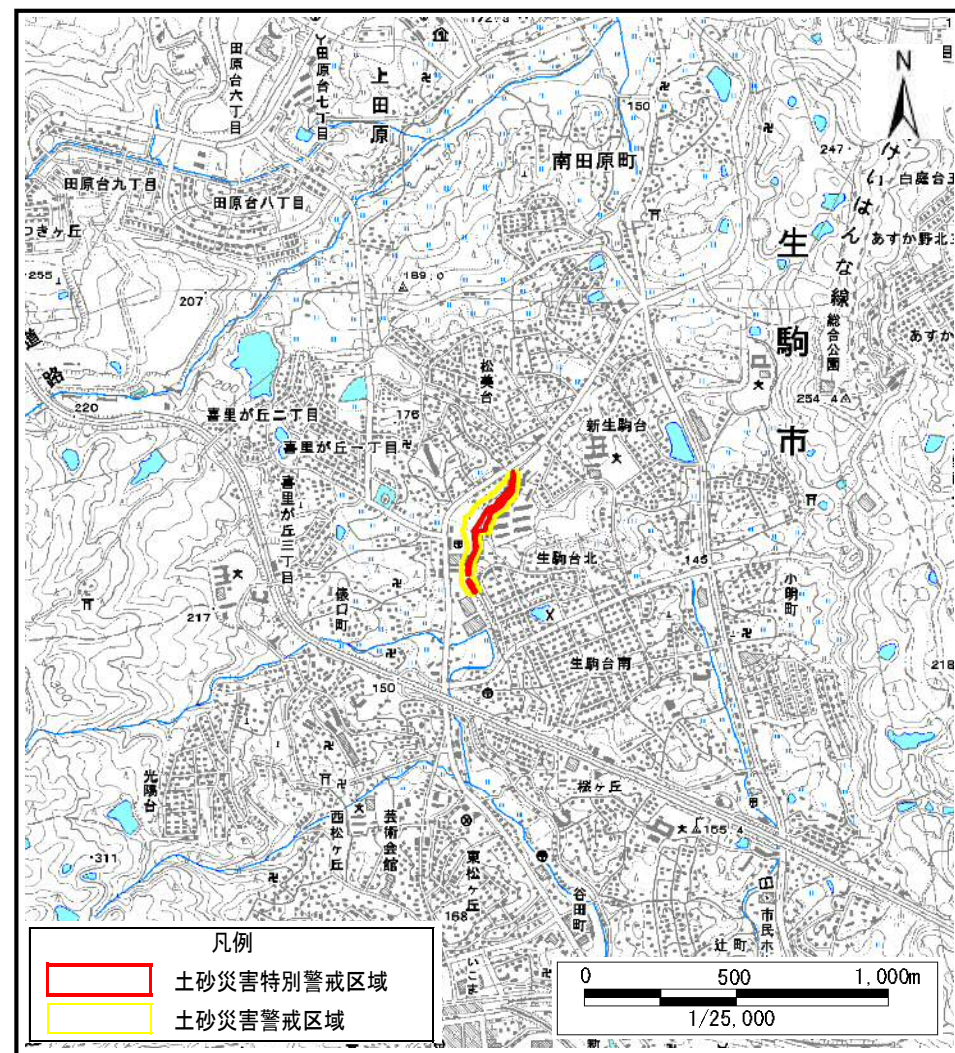 田原台六丁目
田原台七丁目
上田原
150
N
南田原町
247
けいはんな線
白庭台五
田原台九丁目
田原台八丁目
つきヶ丘
あすか野北三
255
189.0
207
生駒市
総合公園
あすか
道路
220
松美台
254.4
喜里が丘二丁目
176
新生駒台
喜里が丘一丁目
喜里が丘三丁目
生駒台北
145
小明町
俵口町
217
生駒台南
218
150
光陽台
桜ヶ丘
155.4
311
西松ヶ丘
芸術会館
東松ヶ丘
谷田町
市民ホ
辻町
168
いこま
新
凡例
土砂災害特別警戒区域
土砂災害警戒区域
0 500 1,000m
1/25,000